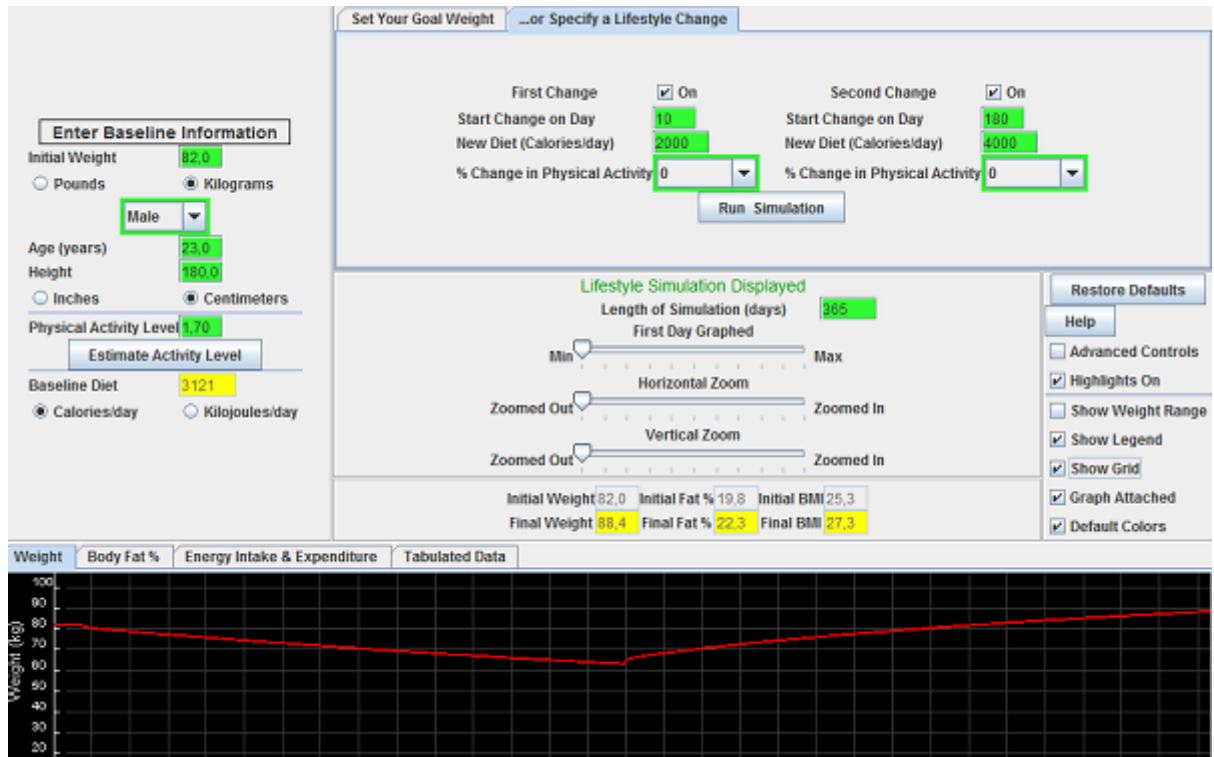 Set Your Goal Weight ...or Specify a Lifestyle Change
First Change On Second Change On
Start Change on Day 10 Start Change on Day 180
New Diet (Calories/day) 2000 New Diet (Calories/day) 4000
% Change in Physical Activity 0 % Change in Physical Activity 0
Run Simulation
Enter Baseline Information
Initial Weight 82,0
Pounds Kilograms
Male
Age (years) 23,0
Height 180,0
Inches Centimeters
Physical Activity Level 1,70
Estimate Activity Level
Baseline Diet 3121
Calories/day Kilojoules/day
Lifestyle Simulation Displayed
Length of Simulation (days) 365
First Day Graphed
Min Max
Horizontal Zoom
Zoomed Out Zoomed In
Vertical Zoom
Zoomed Out Zoomed In
Initial Weight 82,0 Initial Fat % 19,8 Initial BMI 25,3
Final Weight 88,4 Final Fat % 22,3 Final BMI 27,3
Restore Defaults
Help
Advanced Controls
Highlights On
Show Weight Range
Show Legend
Show Grid
Graph Attached
Default Colors
Weight Body Fat % Energy Intake & Expenditure Tabulated Data
Weight (kg)
100
90
80
70
60
50
40
30
20